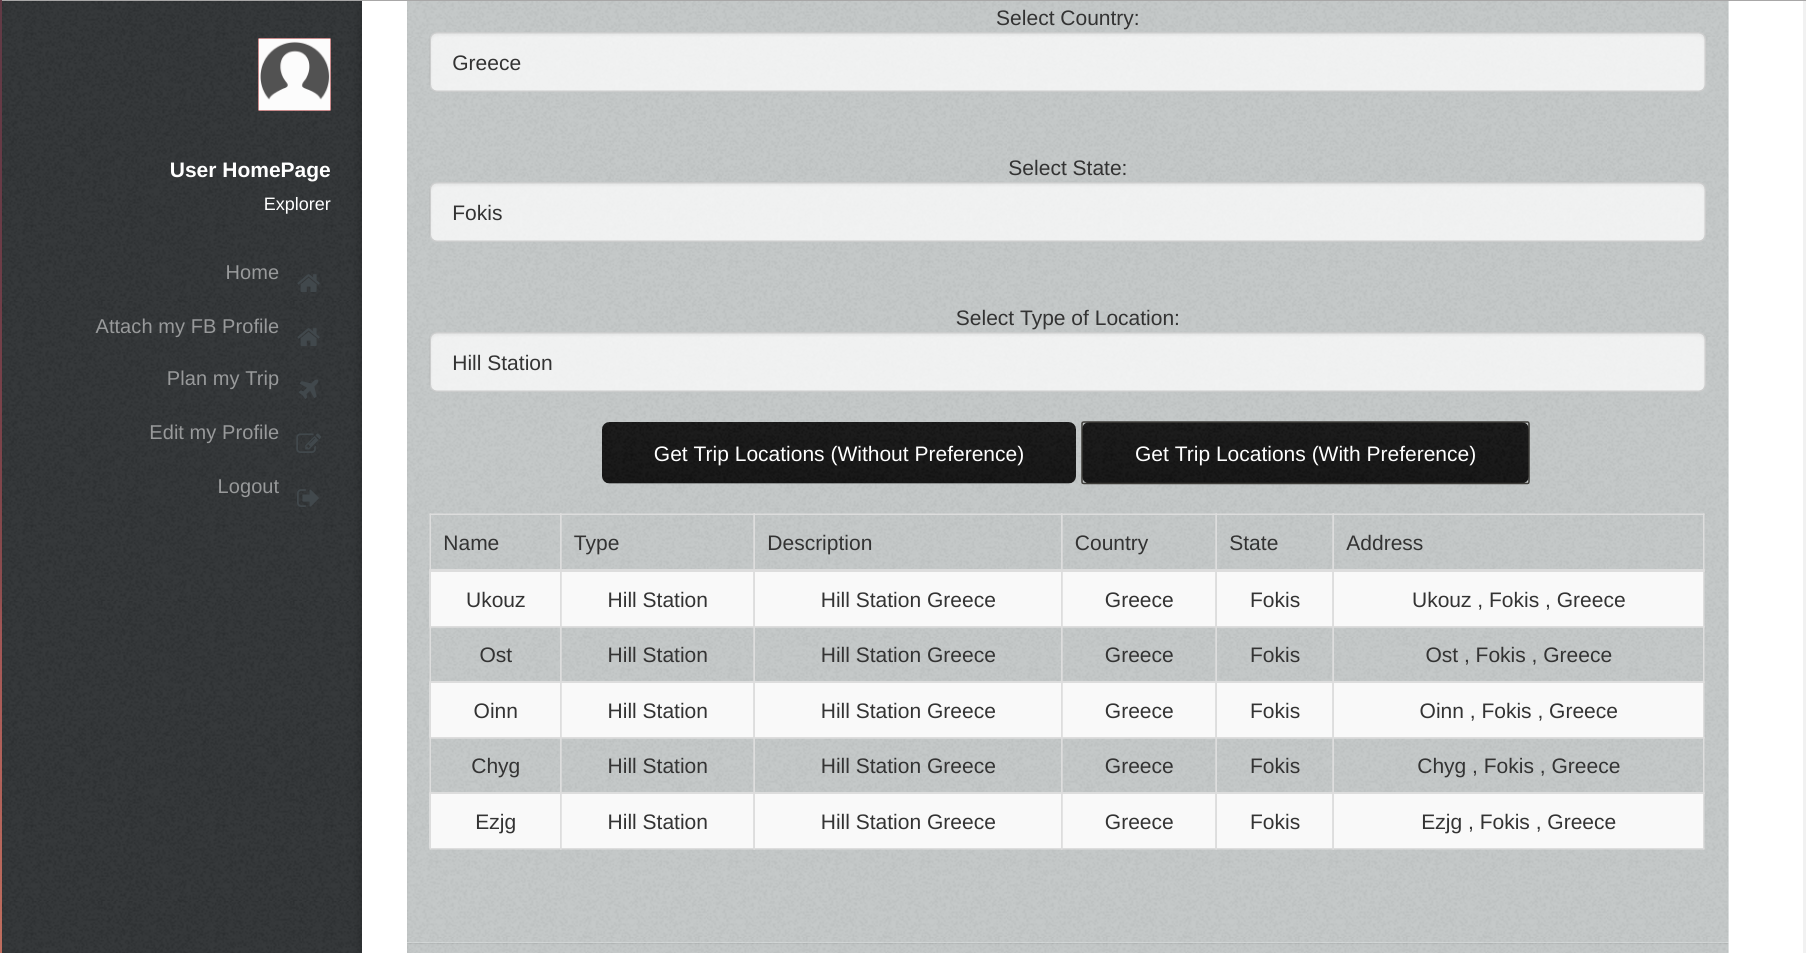 User HomePage
Explorer
Home
Attach my FB Profile
Plan my Trip
Edit my Profile
Logout
Select Country:
Greece
Select State:
Fokis
Select Type of Location:
Hill Station
Get Trip Locations (Without Preference) Get Trip Locations (With Preference)
Name Type Description Country State Address
Ukouz Hill Station Hill Station Greece Greece Fokis Ukouz , Fokis , Greece
Ost Hill Station Hill Station Greece Greece Fokis Ost , Fokis , Greece
Oinn Hill Station Hill Station Greece Greece Fokis Oinn , Fokis , Greece
Chyg Hill Station Hill Station Greece Greece Fokis Chyg , Fokis , Greece
Ezjg Hill Station Hill Station Greece Greece Fokis Ezjg , Fokis , Greece